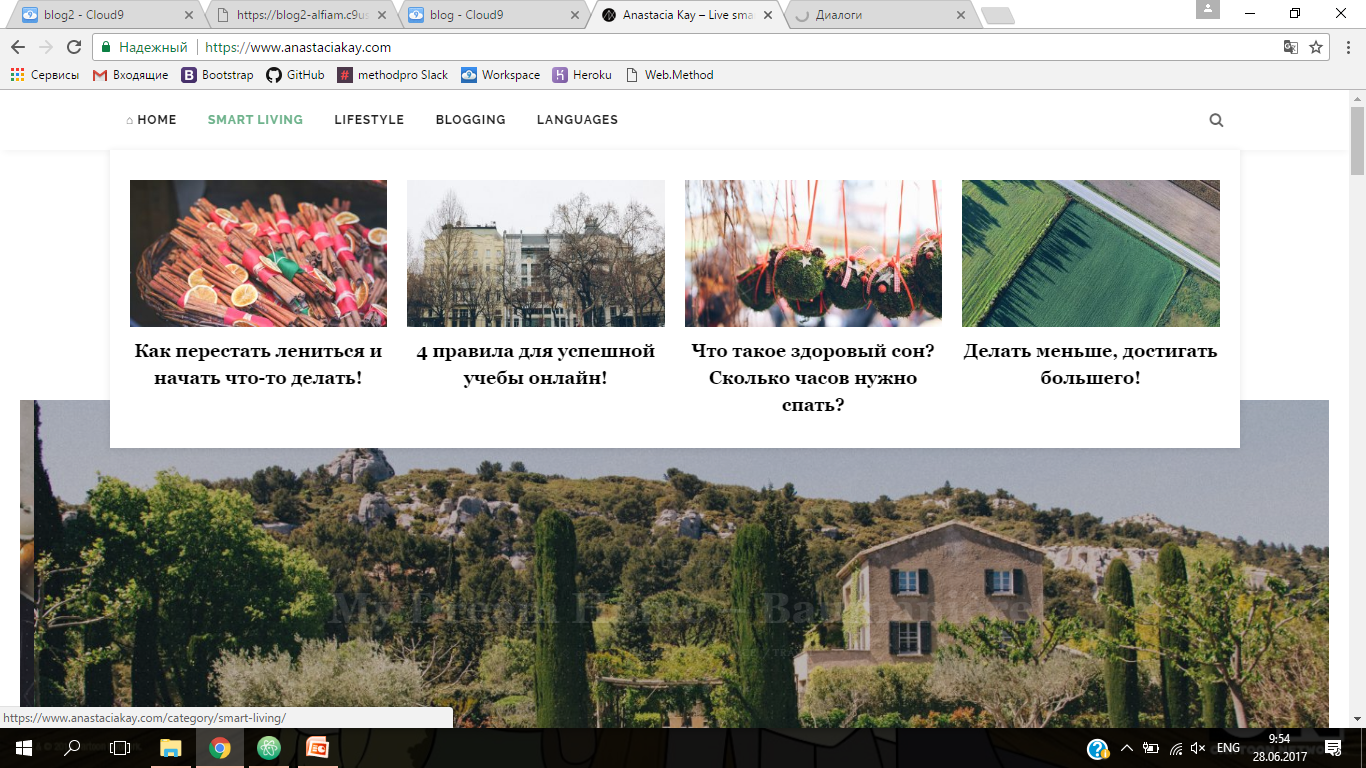 blog2 - Cloud9
https://blog2-alfiam.c9us
blog - Cloud9
Anastacia Kay – Live sma
Диалоги
Надежный
https://www.anastaciakay.com
Сервисы
Входящие
Bootstrap
GitHub
methodpro Slack
Workspace
Heroku
Web.Method
HOME
SMART LIVING
LIFESTYLE
BLOGGING
LANGUAGES
Как перестать лениться и
начать что-то делать!
4 правила для успешной
учебы онлайн!
Что такое здоровый сон?
Сколько часов нужно
спать?
Делать меньше, достигать
большего!
My Dream House –
https://www.anastaciakay.com/category/smart-living/
ENG
9:54
28.06.2017